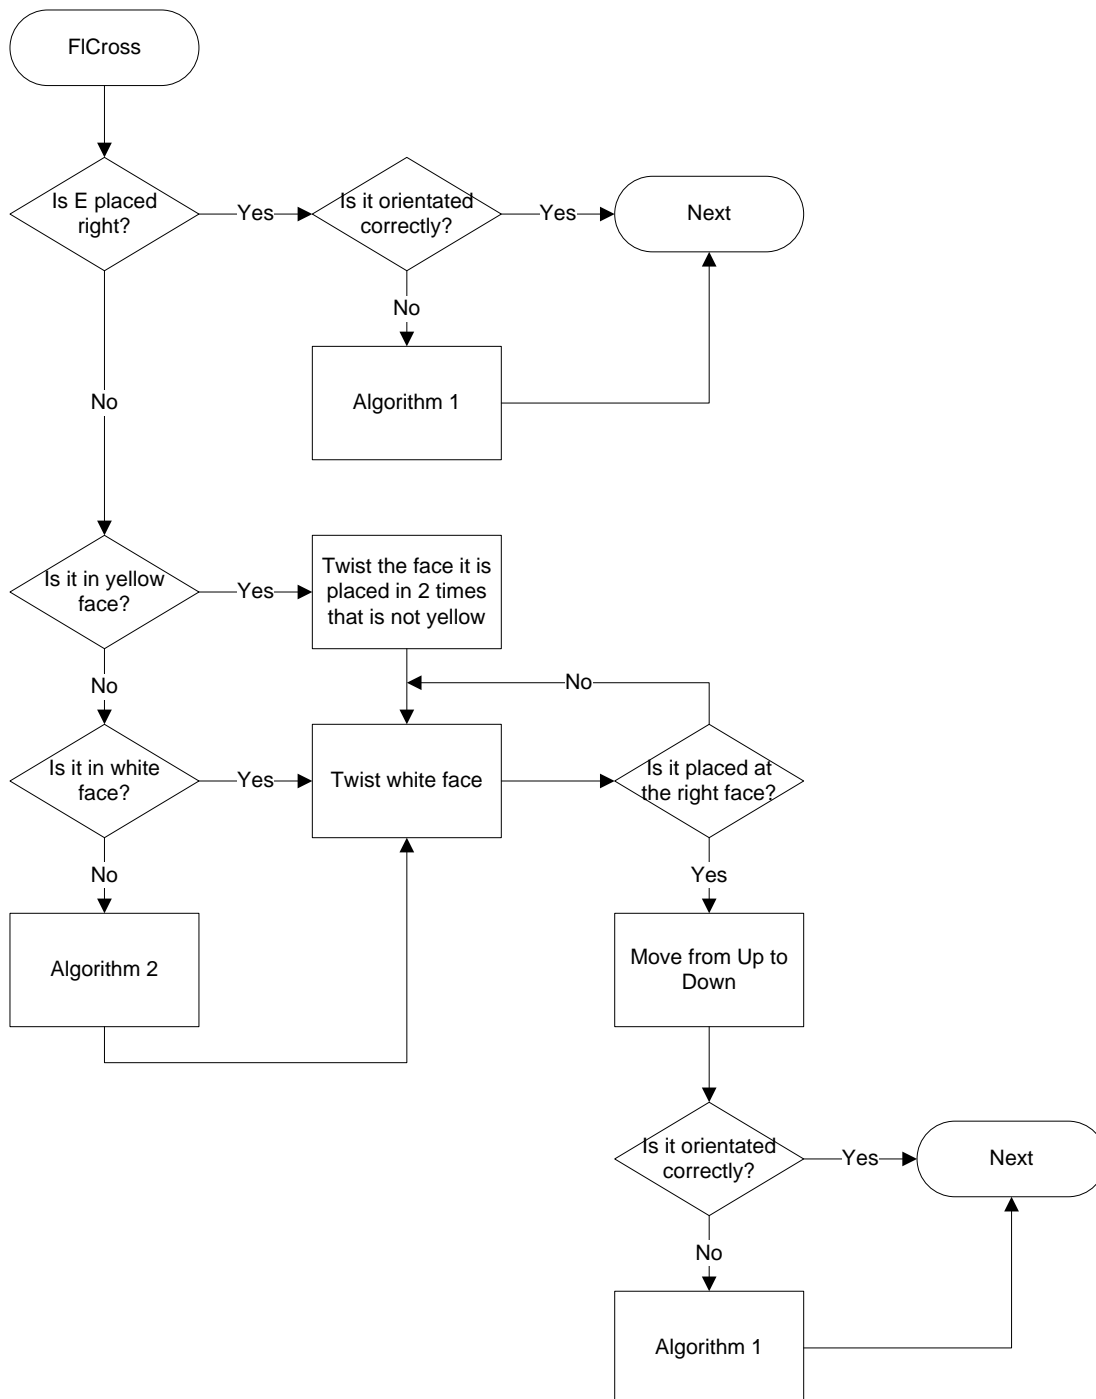 FlCross
Is E placed
right?
Yes
Is it orientated
correctly?
Yes
Next
No
Algorithm 1
No
Is it in yellow
face?
Yes
Twist the face it is
placed in 2 times
that is not yellow
No
No
Is it in white
face?
Yes
Twist white face
Is it placed at
the right face?
No
Yes
Algorithm 2
Move from Up to
Down
Is it orientated
correctly?
Yes
Next
No
Algorithm 1